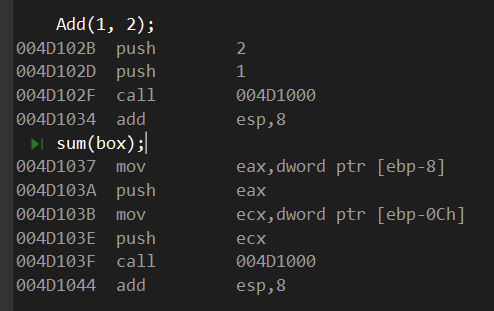 Add(1, 2);
004D102B push 2
004D102D push 1
004D102F call 004D1000
004D1034 add esp,8
sum(box);
004D1037 mov eax,dword ptr [ebp-8]
004D103A push eax
004D103B mov ecx,dword ptr [ebp-0Ch]
004D103E push ecx
004D103F call 004D1000
004D1044 add esp,8